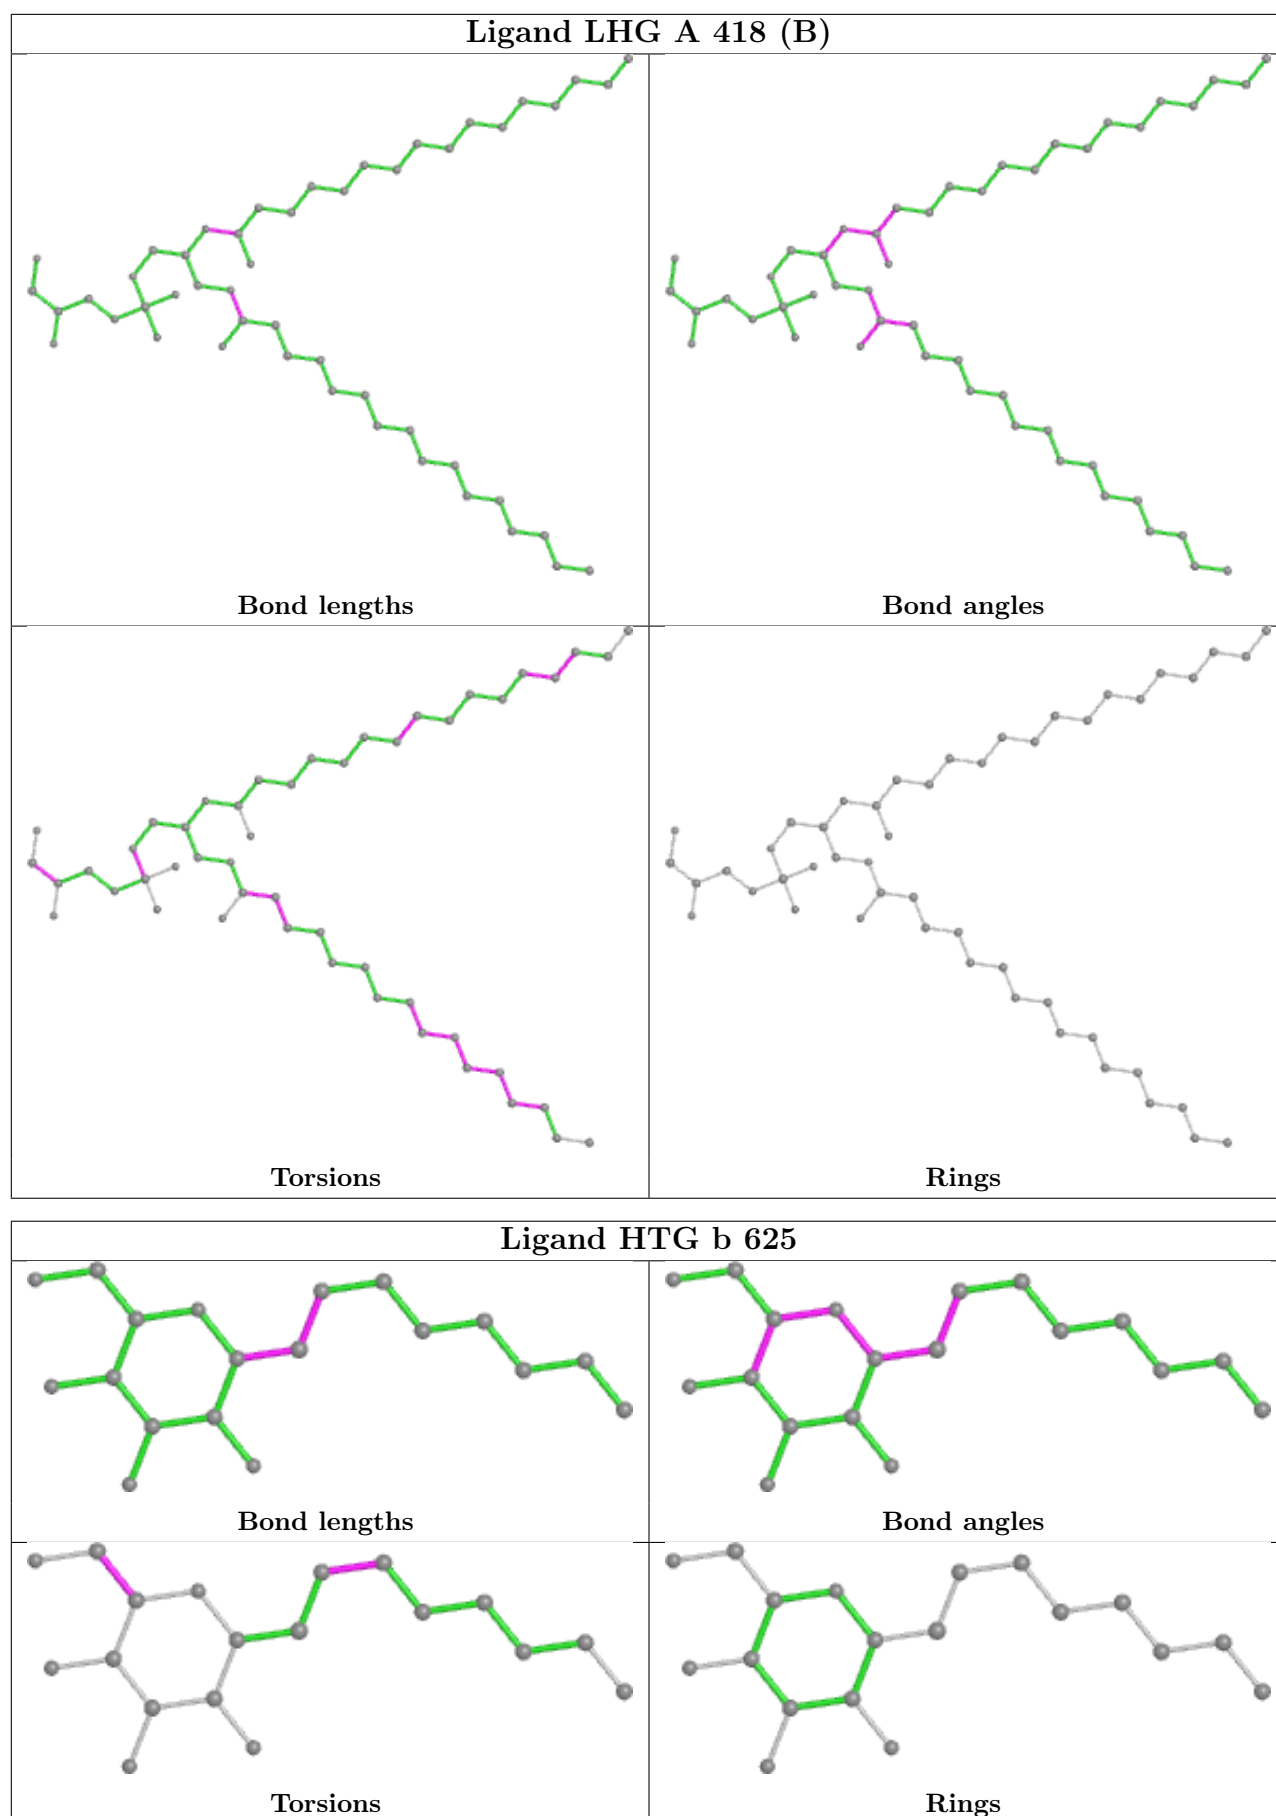 Ligand LHG A 418 (B)
Bond lengths
Bond angles
Torsions
Rings
Ligand HTG b 625
Bond lengths
Bond angles
Torsions
Rings